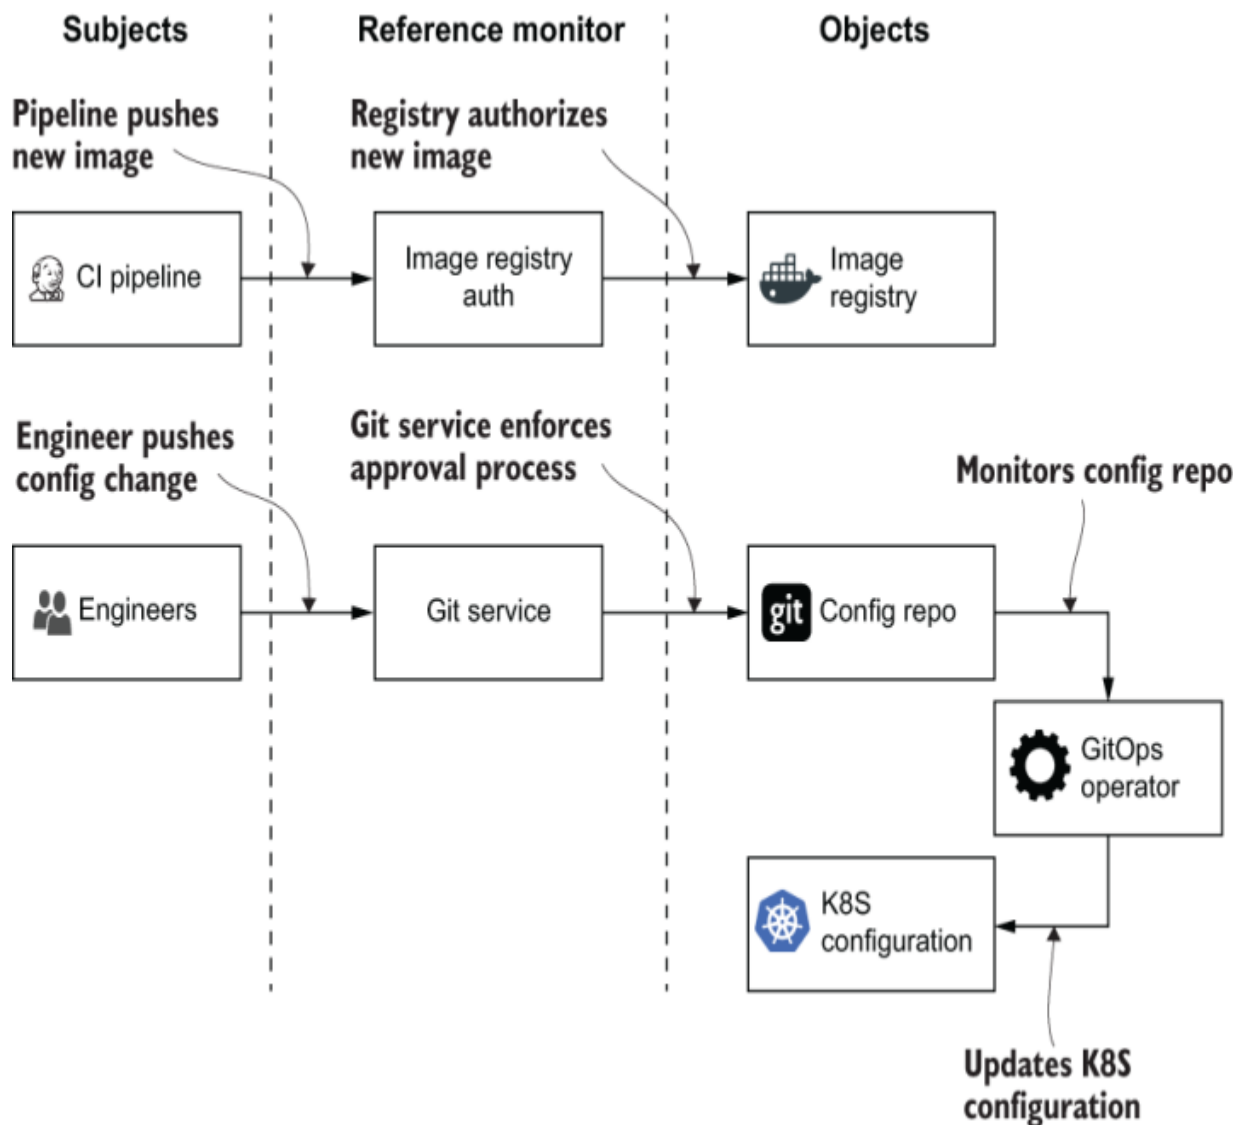 Subjects
Reference monitor
Objects
Pipeline pushes
new image
Registry authorizes
new image
CI pipeline
Image registry
auth
Image
registry
Engineer pushes
config change
Git service enforces
approval process
Monitors config repo
Engineers
Git service
git
Config repo
GitOps
operator
K8S
configuration
Updates K8S
configuration